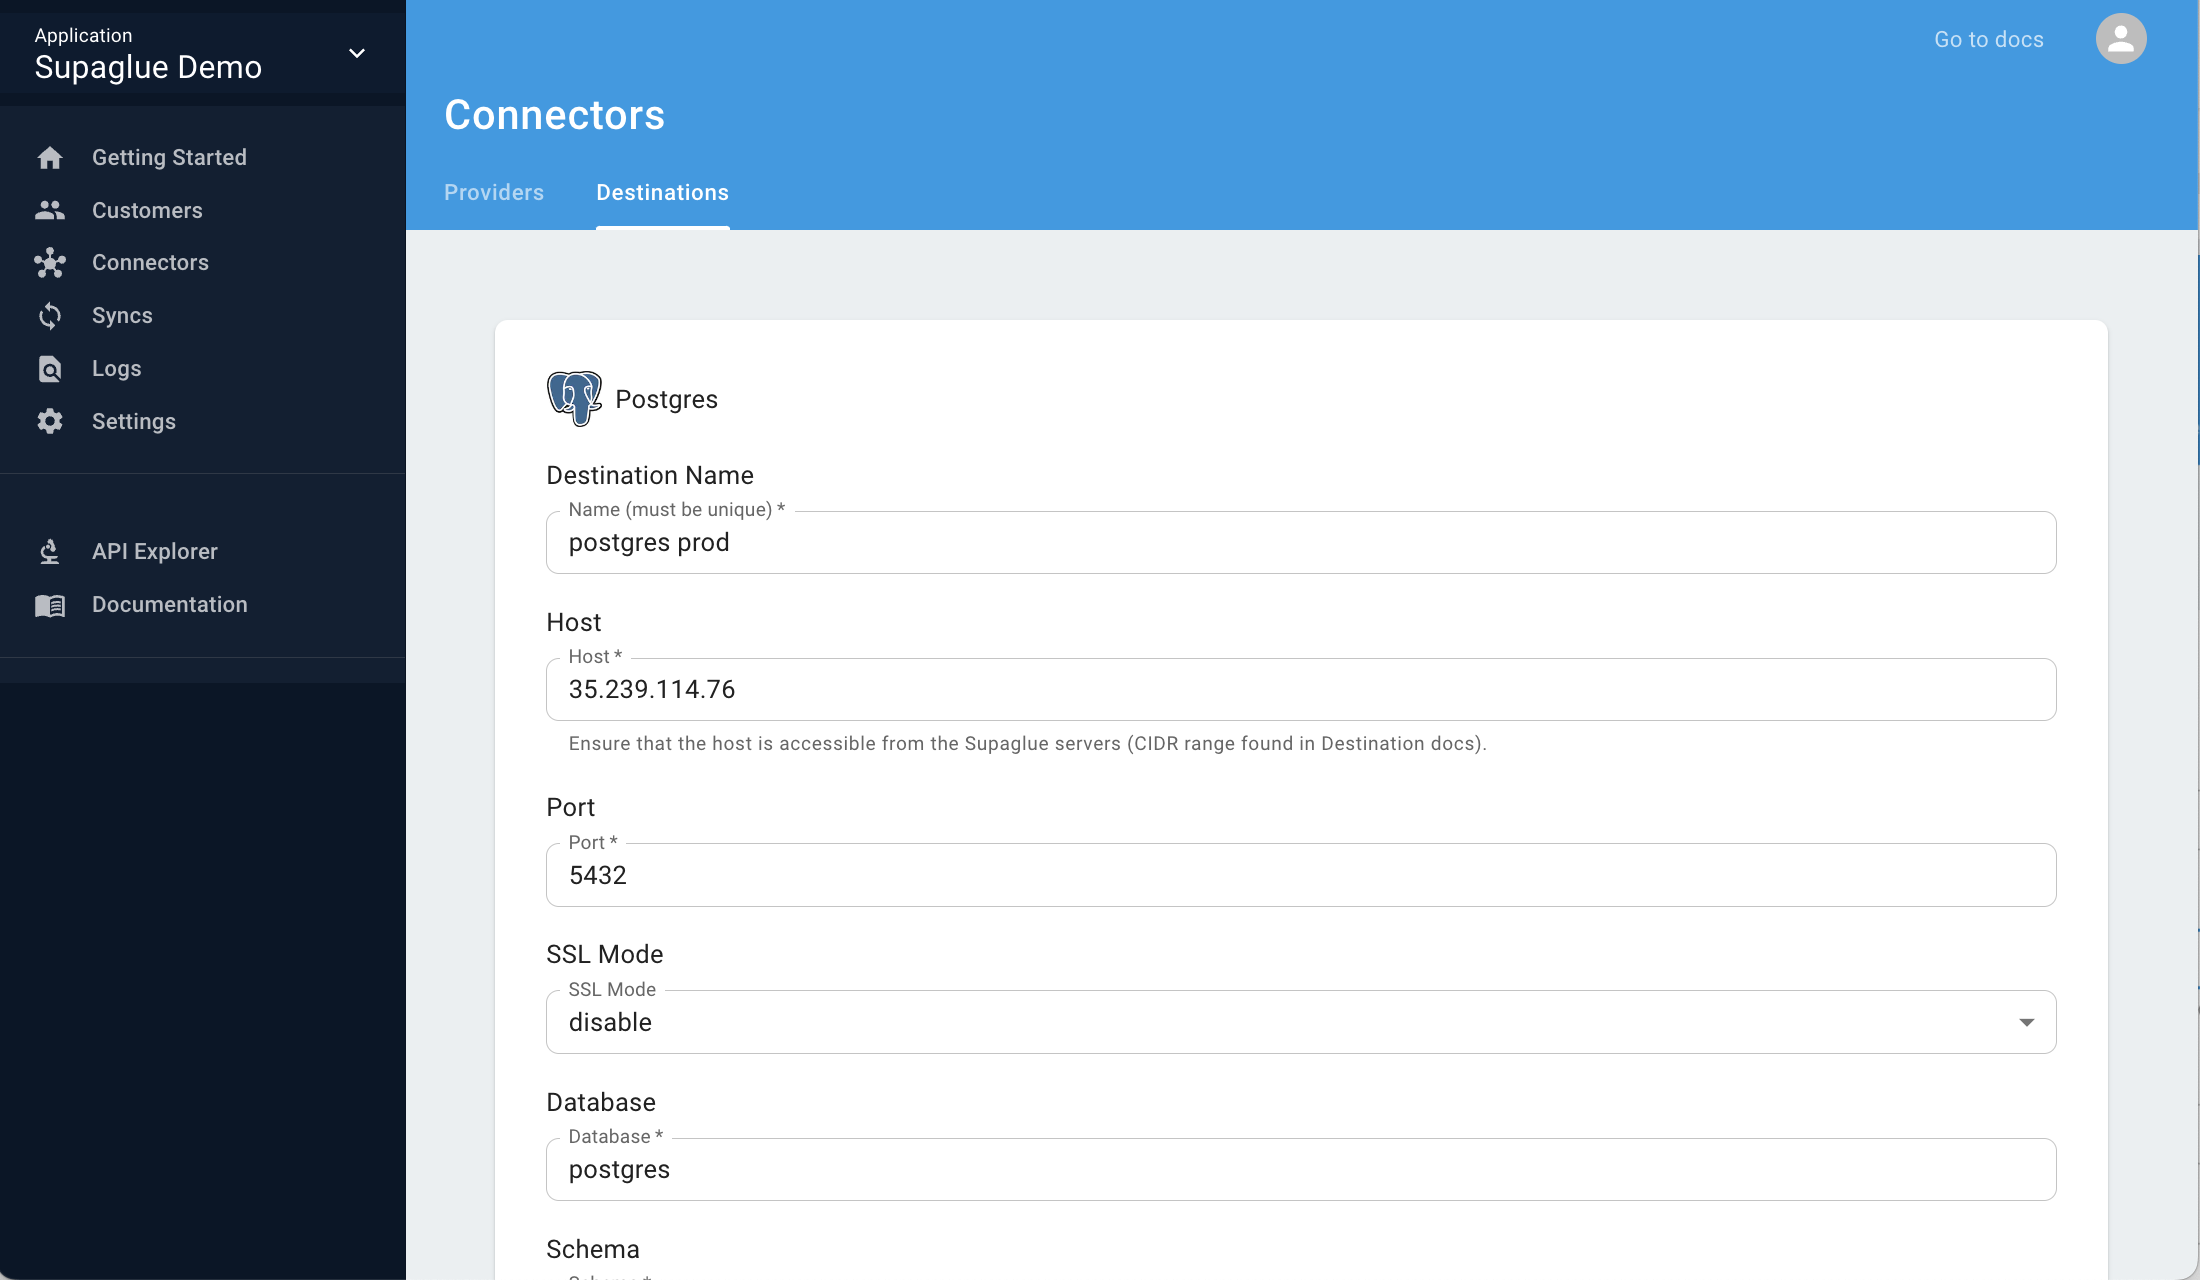 Application
Supaglue Demo
Getting Started
Customers
Connectors
Syncs
Logs
Settings
API Explorer
Documentation
Go to docs
Connectors
Providers
Destinations
Postgres
Destination Name
Name (must be unique) *
postgres prod
Host
Host *
35.239.114.76
Ensure that the host is accessible from the Supaglue servers (CIDR range found in Destination docs).
Port
Port *
5432
SSL Mode
SSL Mode
disable
Database
Database *
postgres
Schema